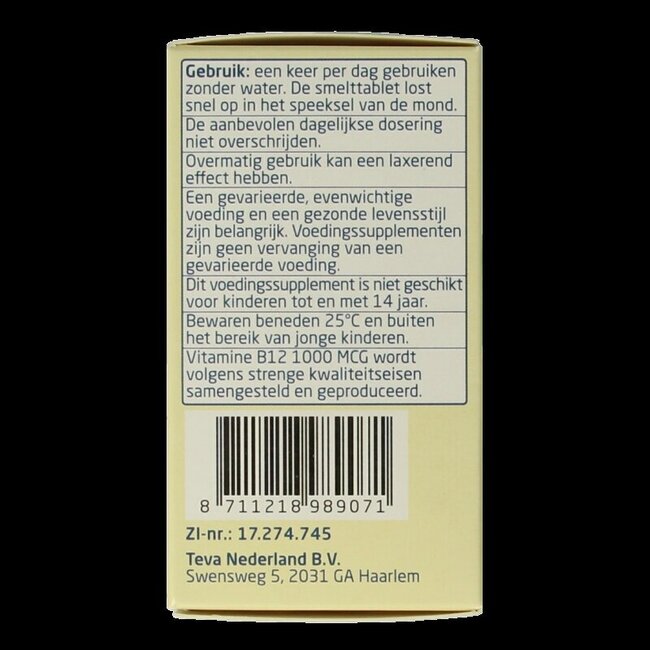 Gebruik: een keer per dag gebruiken
zonder water. De smelttablet lost
snel op in het speeksel van de mond.
De aanbevolen dagelijkse dosering
niet overschrijden.
Overmatig gebruik kan een laxerend
effect hebben.
Een gevarieerde, evenwichtige
voeding en een gezonde levensstijl
zijn belangrijk. Voedingssupplementen
zijn geen vervanging van een
gevarieerde voeding.
Dit voedingssupplement is niet geschikt
voor kinderen tot en met 14 jaar.
Bewaren beneden 25°C en buiten
het bereik van jonge kinderen.
Vitamine B12 1000 MCG wordt
volgens strenge kwaliteitseisen
samengesteld en geproduceerd.
8 711218 989071
ZI-nr.: 17.274.745
Teva Nederland B.V.
Swensweg 5, 2031 GA Haarlem